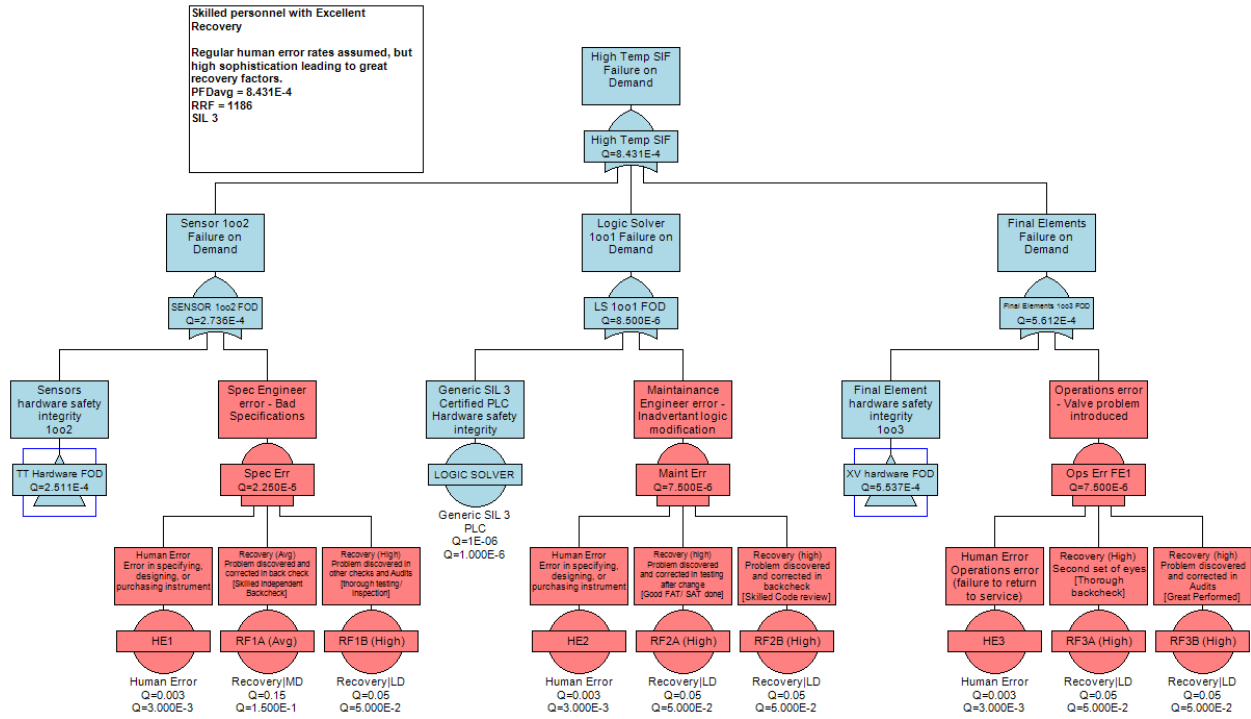 Skilled personnel with Excellent
Recovery
Regular human error rates assumed, but
high sophistication leading to great
recovery factors.
PFDavg = 8.431E-4
RRF = 1186
SIL 3
High Temp SIF
Failure on
Demand
High Temp SIF
Q=8.431E-4
Sensor 1oo2
Failure on
Demand
SENSOR 1oo2 FOD
Q=2.736E-4
Logic Solver
1oo1 Failure on
Demand
LS 1oo1 FOD
Q=8.500E-6
Final Elements
Failure on
Demand
Final Elements 1oo3 FOD
Q=5.612E-4
Sensors
hardware safety
integrity
1oo2
TT Hardware FOD
Q=2.511E-4
Spec Engineer
error - Bad
Specifications
Spec Err
Q=2.250E-5
Generic SIL 3
Certified PLC
Hardware safety
integrity
LOGIC SOLVER
Generic SIL 3
PLC
Q=1E-06
Q=1.000E-6
Maintainance
Engineer error -
Inadvertant logic
modification
Maint Err
Q=7.500E-6
Final Element
hardware safety
integrity
1oo3
XV hardware FOD
Q=5.537E-4
Operations error
- Valve problem
introduced
Ops Err FE1
Q=7.500E-6
Human Error
Error in specifying,
designing, or
purchasing instrument
HE1
Human Error
Q=0.003
Q=3.000E-3
Recovery (Avg)
Problem discovered and
corrected in back check
[Skilled Independent
Backcheck]
RF1A (Avg)
Recovery|MD
Q=0.15
Q=1.500E-1
Recovery (High)
Problem discovered in
other checks and Audits
[thorough testing/
Inspection]
RF1B (High)
Recovery|LD
Q=0.05
Q=5.000E-2
Human Error
Error in specifying,
designing, or
purchasing instrument
HE2
Human Error
Q=0.003
Q=3.000E-3
Recovery (high)
Problem discovered
and corrected in testing
after change
[Good FAT/ SAT done]
RF2A (High)
Recovery|LD
Q=0.05
Q=5.000E-2
Recovery (high)
Problem discovered
and corrected in
backcheck
[Skilled Code review]
RF2B (High)
Recovery|LD
Q=0.05
Q=5.000E-2
Human Error
Operations error
(failure to return
to service)
HE3
Human Error
Q=0.003
Q=3.000E-3
Recovery (High)
Second set of eyes
[Thorough
backcheck]
RF3A (High)
Recovery|LD
Q=0.05
Q=5.000E-2
Recovery (high)
Problem discovered
and corrected in
Audits
[Great Performed]
RF3B (High)
Recovery|LD
Q=0.05
Q=5.000E-2